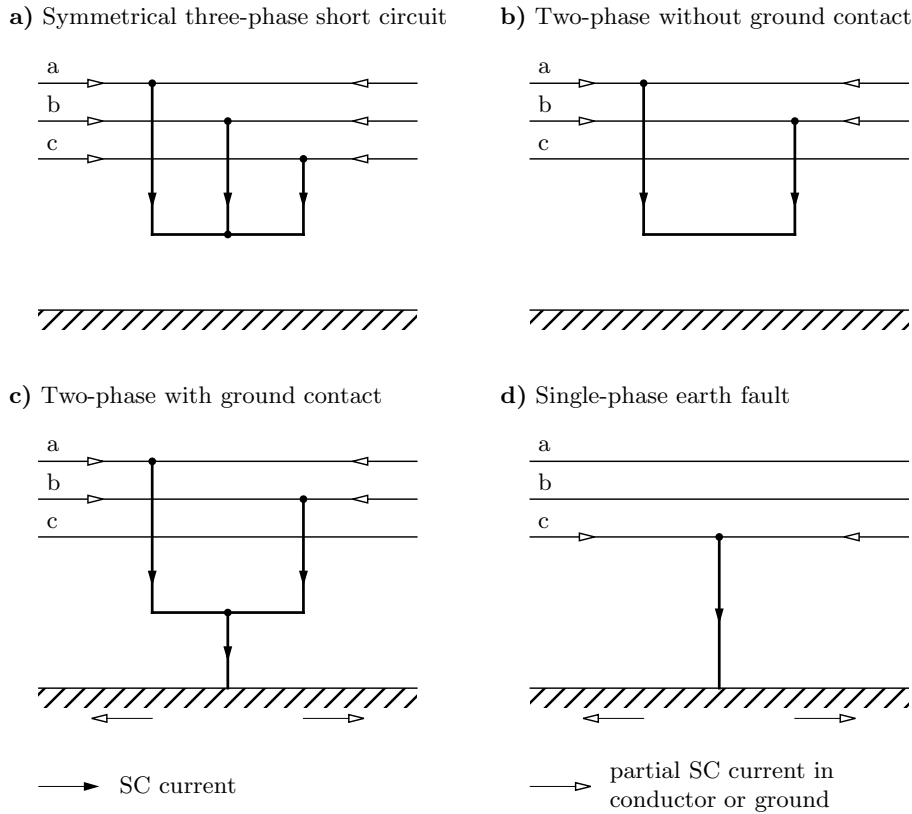 a) Symmetrical three-phase short circuit
a
b
c
b) Two-phase without ground contact
a
b
c
c) Two-phase with ground contact
a
b
c
d) Single-phase earth fault
a
b
c
SC current
partial SC current in
conductor or ground